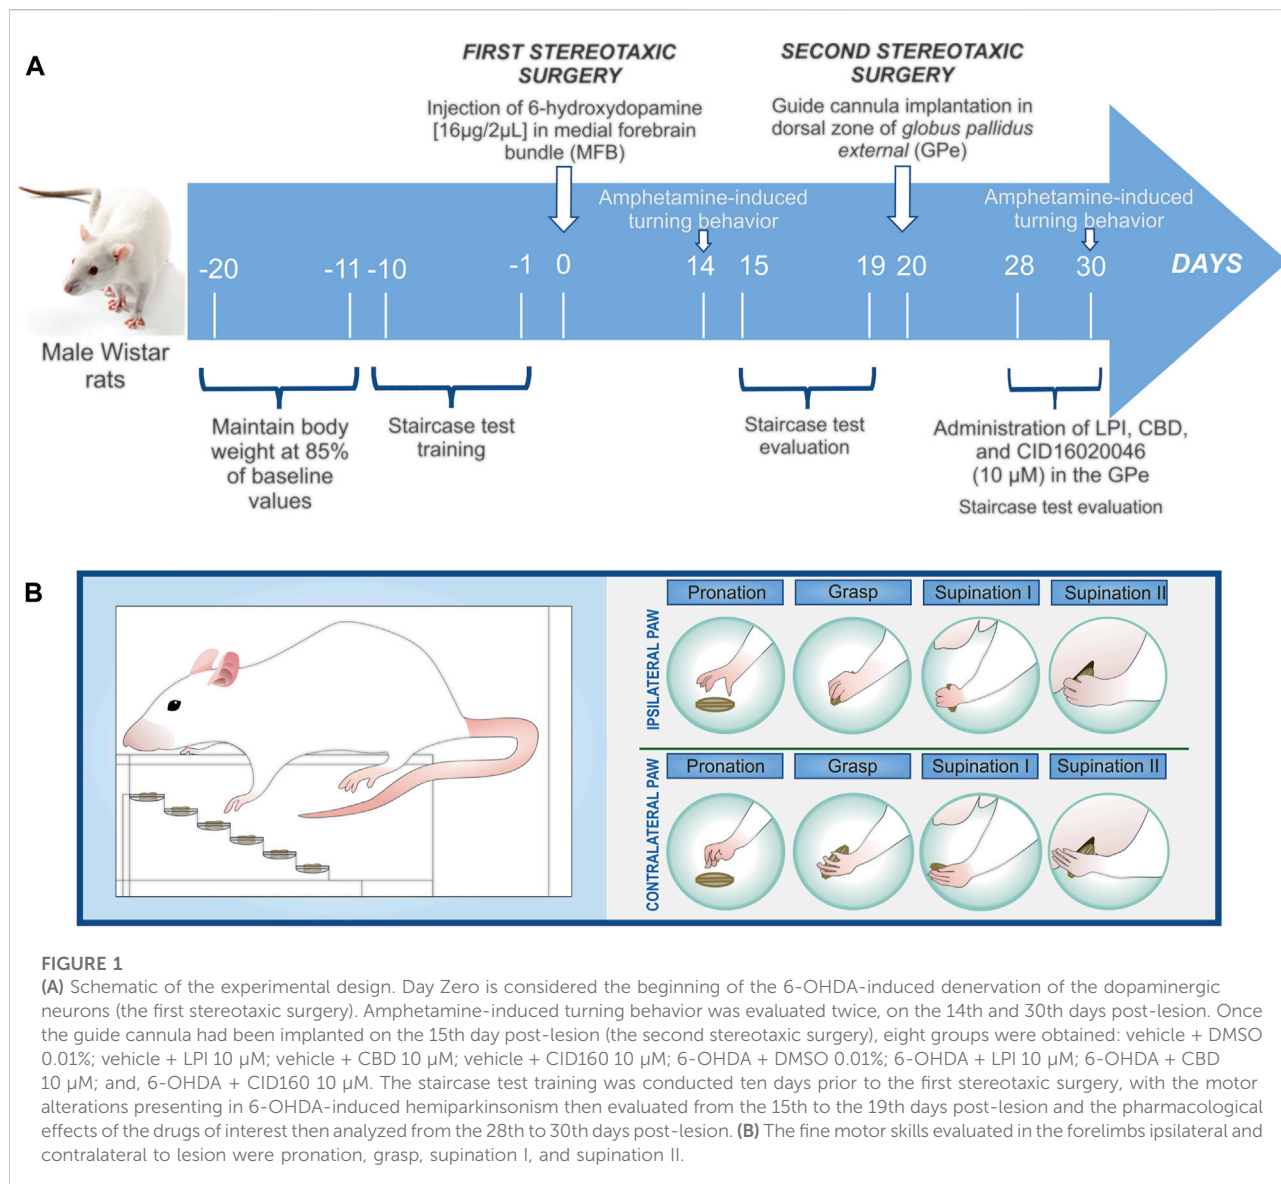 A
FIRST STEREOTAXIC
SURGERY
Injection of 6-hydroxydopamine
[16µg/2µL] in medial forebrain
bundle (MFB)
SECOND STEREOTAXIC
SURGERY
Guide cannula implantation in
dorsal zone of globus pallidus
external (GPe)
Amphetamine-induced
turning behavior
Amphetamine-induced
turning behavior
-20 -11 -10 -1 0 14 15 19 20 28 30 DAYS
Male Wistar
rats
Maintain body
weight at 85%
of baseline
values
Staircase test
training
Staircase test
evaluation
Administration of LPI, CBD,
and CID16020046
(10 µM) in the GPe
Staircase test evaluation
B
IPSILATERAL PAW
Pronation Grasp Supination I Supination II
CONTRALATERAL PAW
Pronation Grasp Supination I Supination II
FIGURE 1
(A) Schematic of the experimental design. Day Zero is considered the beginning of the 6-OHDA-induced denervation of the dopaminergic
neurons (the first stereotaxic surgery). Amphetamine-induced turning behavior was evaluated twice, on the 14th and 30th days post-lesion. Once
the guide cannula had been implanted on the 15th day post-lesion (the second stereotaxic surgery), eight groups were obtained: vehicle + DMSO
0.01%; vehicle + LPI 10 µM; vehicle + CBD 10 µM; vehicle + CID160 10 µM; 6-OHDA + DMSO 0.01%; 6-OHDA + LPI 10 µM; 6-OHDA + CBD
10 µM; and, 6-OHDA + CID160 10 µM. The staircase test training was conducted ten days prior to the first stereotaxic surgery, with the motor
alterations presenting in 6-OHDA-induced hemiparkinsonism then evaluated from the 15th to the 19th days post-lesion and the pharmacological
effects of the drugs of interest then analyzed from the 28th to 30th days post-lesion. (B) The fine motor skills evaluated in the forelimbs ipsilateral and
contralateral to lesion were pronation, grasp, supination I, and supination II.